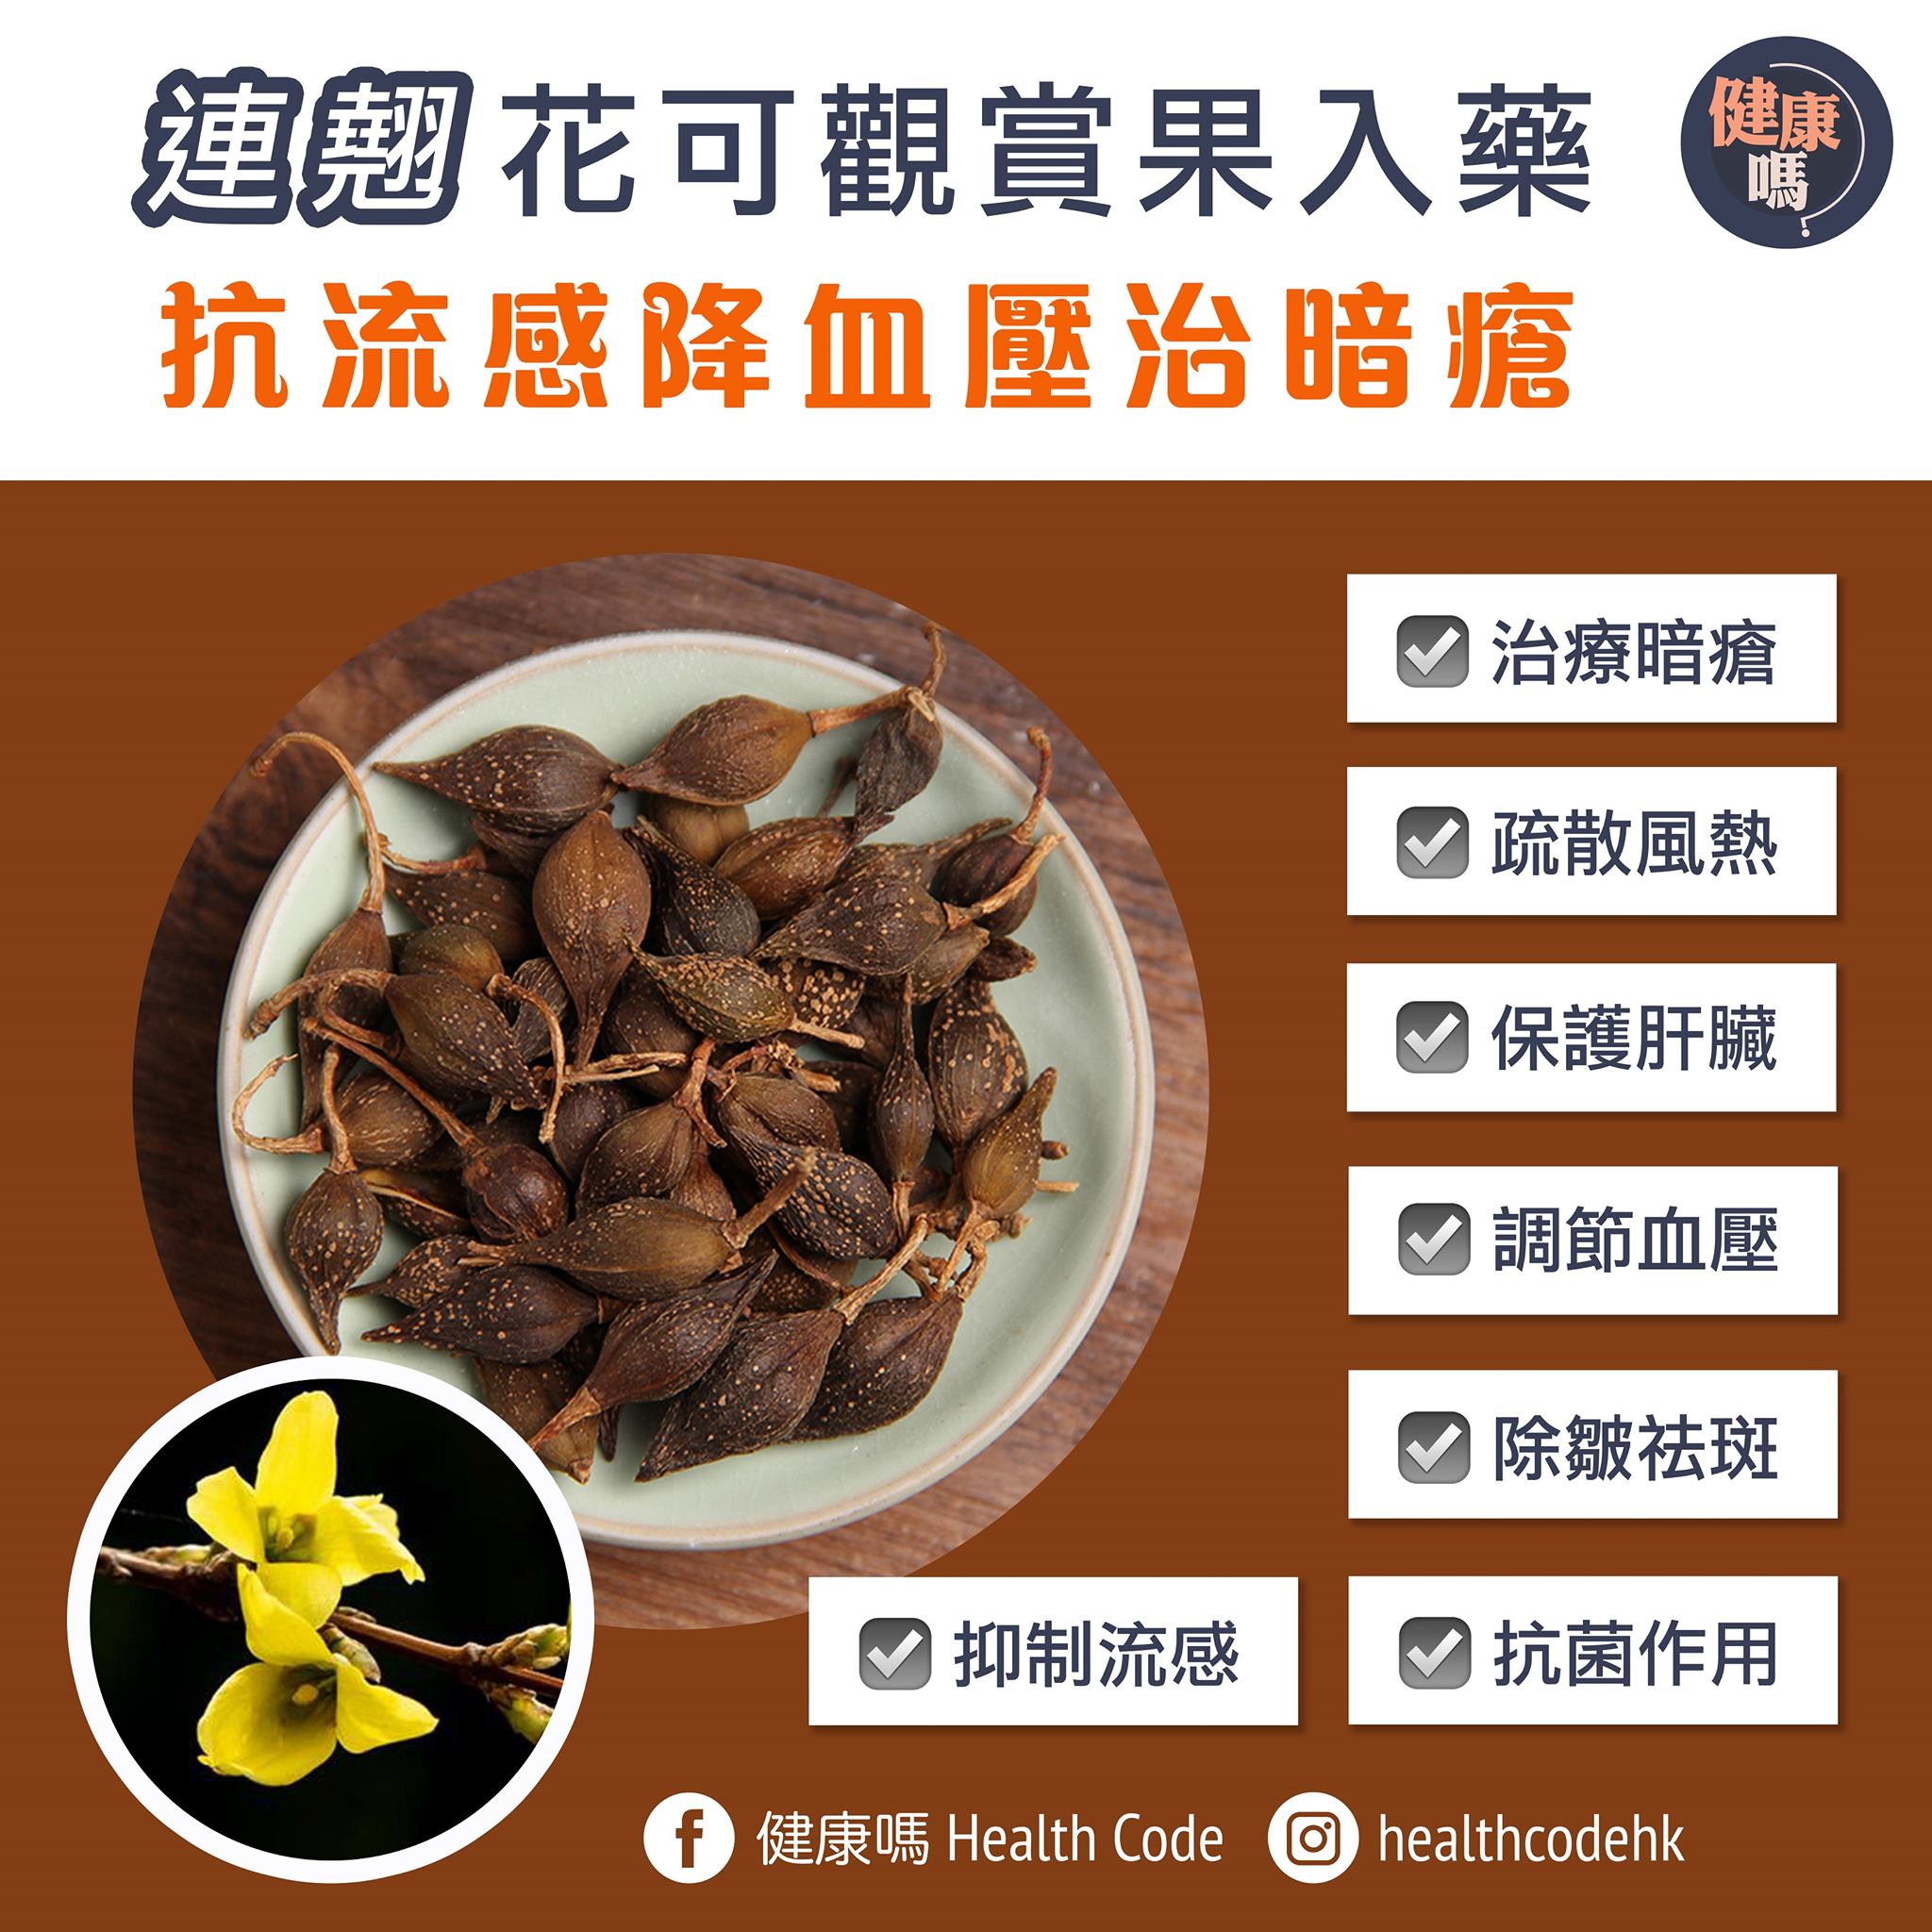 連翹花可觀賞果入藥
健康
嗎?
抗流感降血壓治暗瘡
治療暗瘡
疏散風熱
保護肝臟
調節血壓
除皺祛斑
抑制流感
抗菌作用
健康嗎 Health Code
healthcodehk